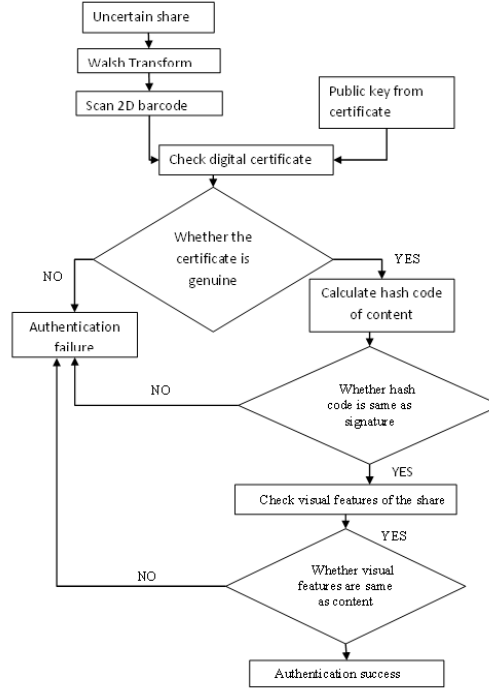 Uncertain share
Walsh Transform
Scan 2D barcode
Public key from
certificate
Check digital certificate
Whether the
certificate is
genuine
NO
YES
Calculate hash code
of content
Authentication
failure
NO
Whether hash
code is same as
signature
YES
Check visual features of the share
YES
Whether visual
features are same
as content
NO
Authentication success